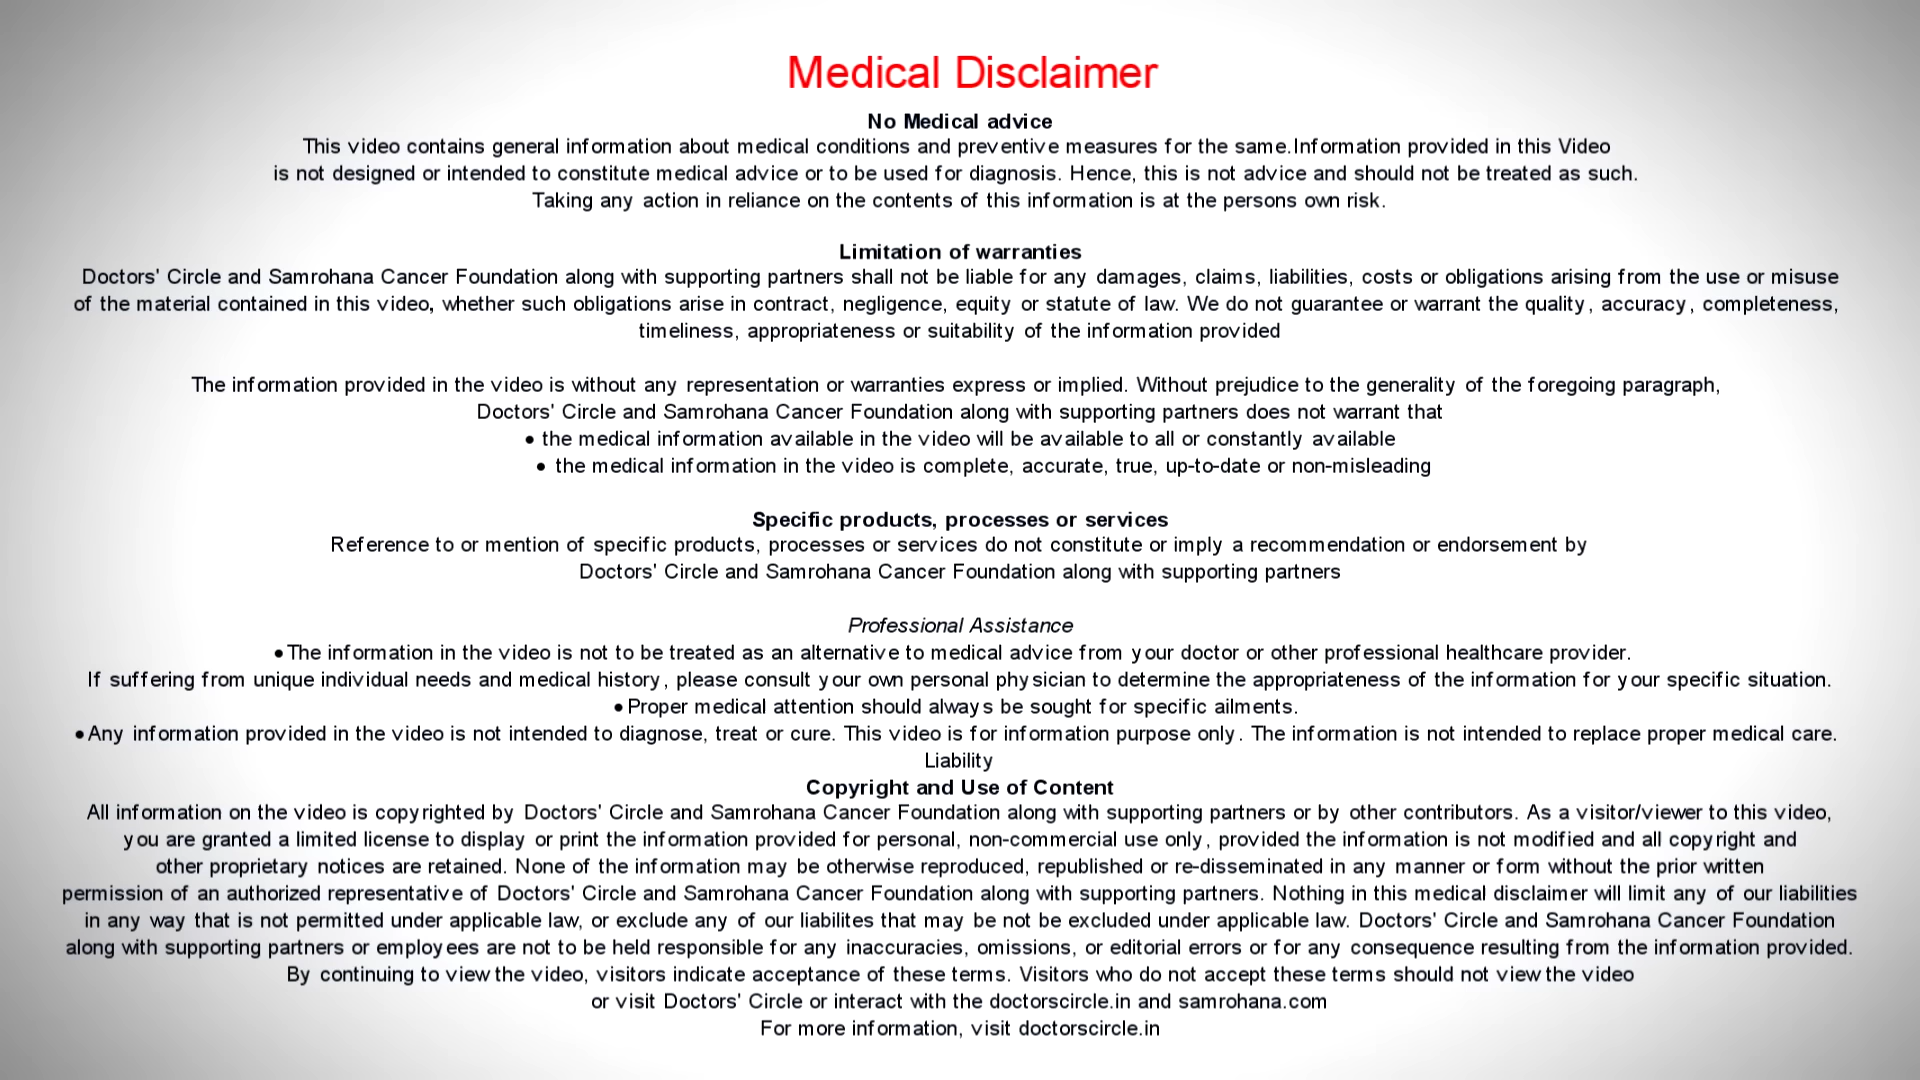 Medical Disclaimer
No Medical advice
This video contains general information about medical conditions and preventive measures for the same.Information provided in this Video
is not designed or intended to constitute medical advice or to be used for diagnosis. Hence, this is not advice and should not be treated as such.
Taking any action in reliance on the contents of this information is at the persons own risk.
Limitation of warranties
Doctors' Circle and Samrohana Cancer Foundation along with supporting partners shall not be liable for any damages, claims, liabilities, costs or obligations arising from the use or misuse
of the material contained in this video, whether such obligations arise in contract, negligence, equity or statute of law. We do not guarantee or warrant the quality, accuracy, completeness,
timeliness, appropriateness or suitability of the information provided
The information provided in the video is without any representation or warranties express or implied. Without prejudice to the generality of the foregoing paragraph,
Doctors' Circle and Samrohana Cancer Foundation along with supporting partners does not warrant that
• the medical information available in the video will be available to all or constantly available
• the medical information in the video is complete, accurate, true, up-to-date or non-misleading
Specific products, processes or services
Reference to or mention of specific products, processes or services do not constitute or imply a recommendation or endorsement by
Doctors' Circle and Samrohana Cancer Foundation along with supporting partners
Professional Assistance
•The information in the video is not to be treated as an alternative to medical advice from your doctor or other professional healthcare provider.
If suffering from unique individual needs and medical history, please consult your own personal physician to determine the appropriateness of the information for your specific situation.
•Proper medical attention should always be sought for specific ailments.
•Any information provided in the video is not intended to diagnose, treat or cure. This video is for information purpose only. The information is not intended to replace proper medical care.
Liability
Copyright and Use of Content
All information on the video is copyrighted by Doctors' Circle and Samrohana Cancer Foundation along with supporting partners or by other contributors. As a visitor/viewer to this video,
you are granted a limited license to display or print the information provided for personal, non-commercial use only, provided the information is not modified and all copyright and
other proprietary notices are retained. None of the information may be otherwise reproduced, republished or re-disseminated in any manner or form without the prior written
permission of an authorized representative of Doctors' Circle and Samrohana Cancer Foundation along with supporting partners. Nothing in this medical disclaimer will limit any of our liabilities
in any way that is not permitted under applicable law, or exclude any of our liabilites that may be not be excluded under applicable law. Doctors' Circle and Samrohana Cancer Foundation
along with supporting partners or employees are not to be held responsible for any inaccuracies, omissions, or editorial errors or for any consequence resulting from the information provided.
By continuing to view the video, visitors indicate acceptance of these terms. Visitors who do not accept these terms should not view the video
or visit Doctors' Circle or interact with the doctorscircle.in and samrohana.com
For more information, visit doctorscircle.in